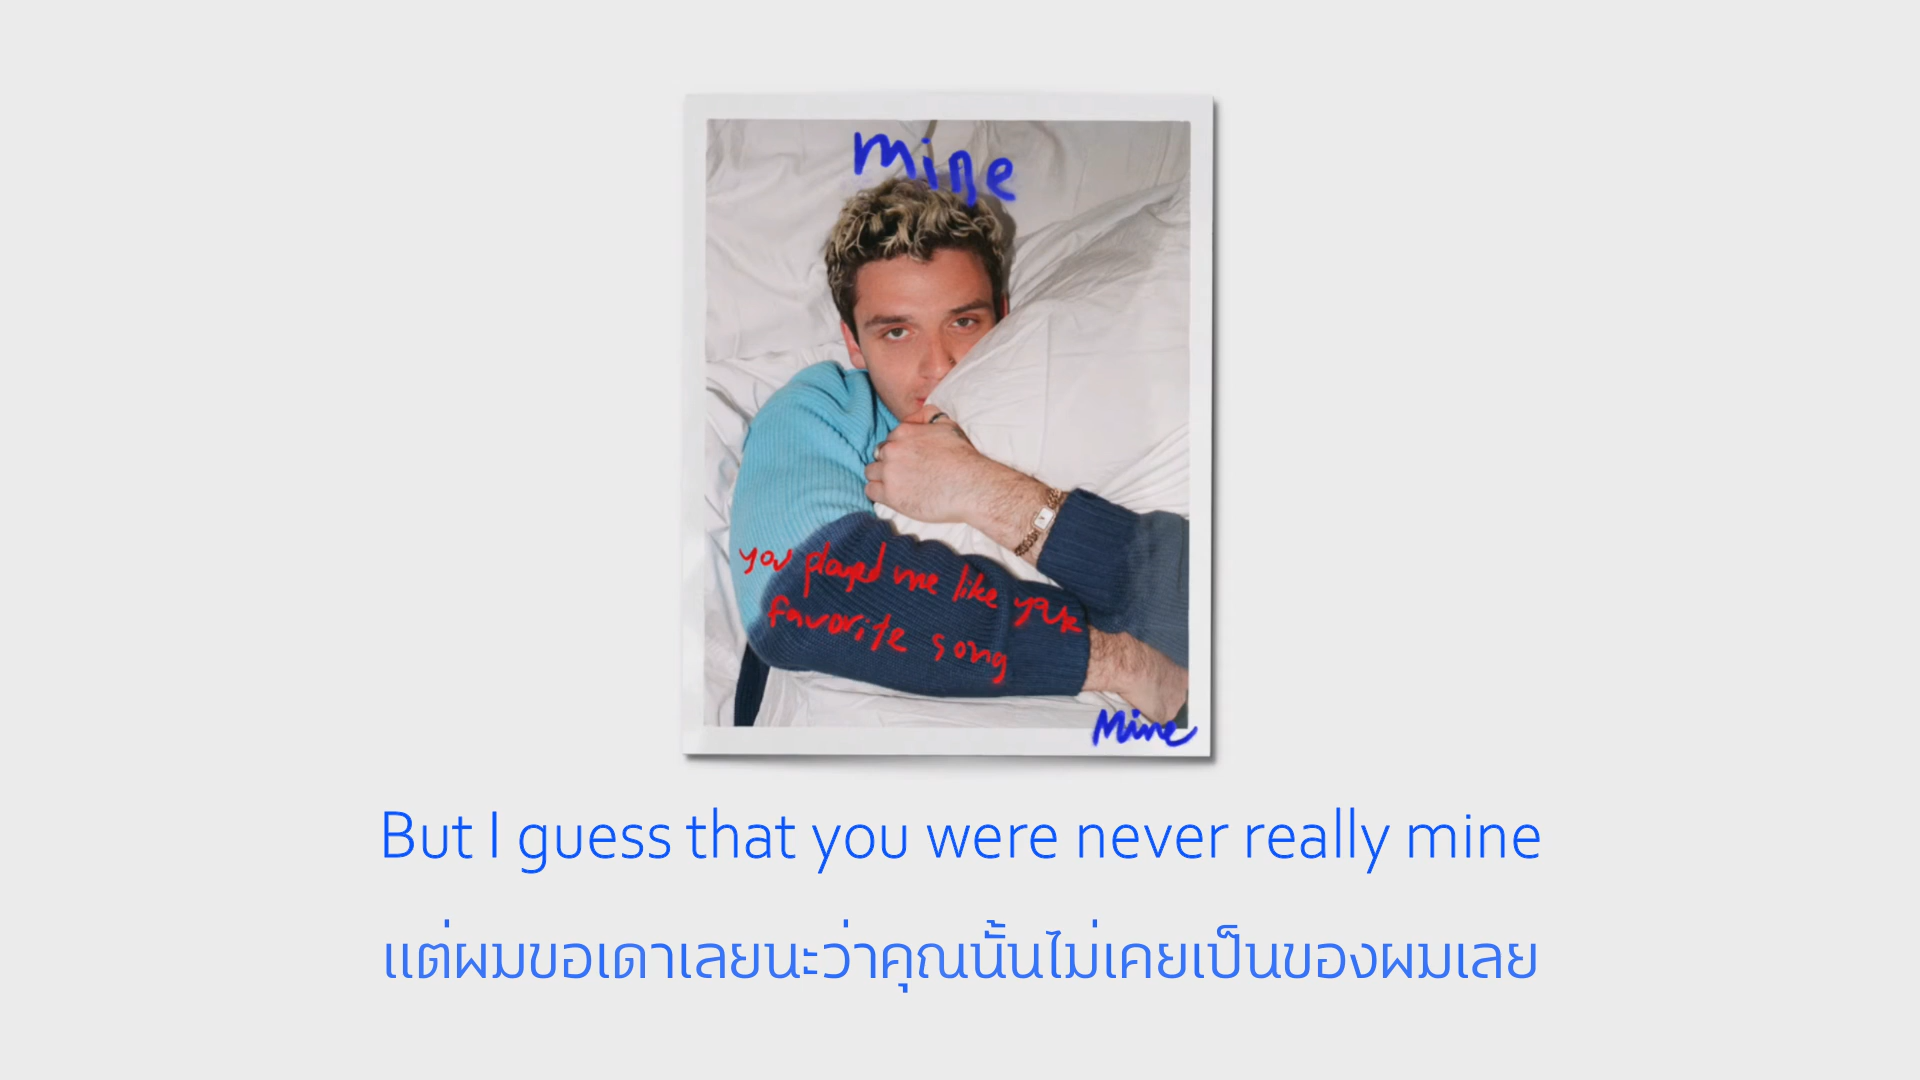 mine
you played me like your
favorite song
Mine
But I guess that you were never really mine
แต่ผมขอเดาเลยนะว่าคุณนั้นไม่เคยเป็นของผมเลย